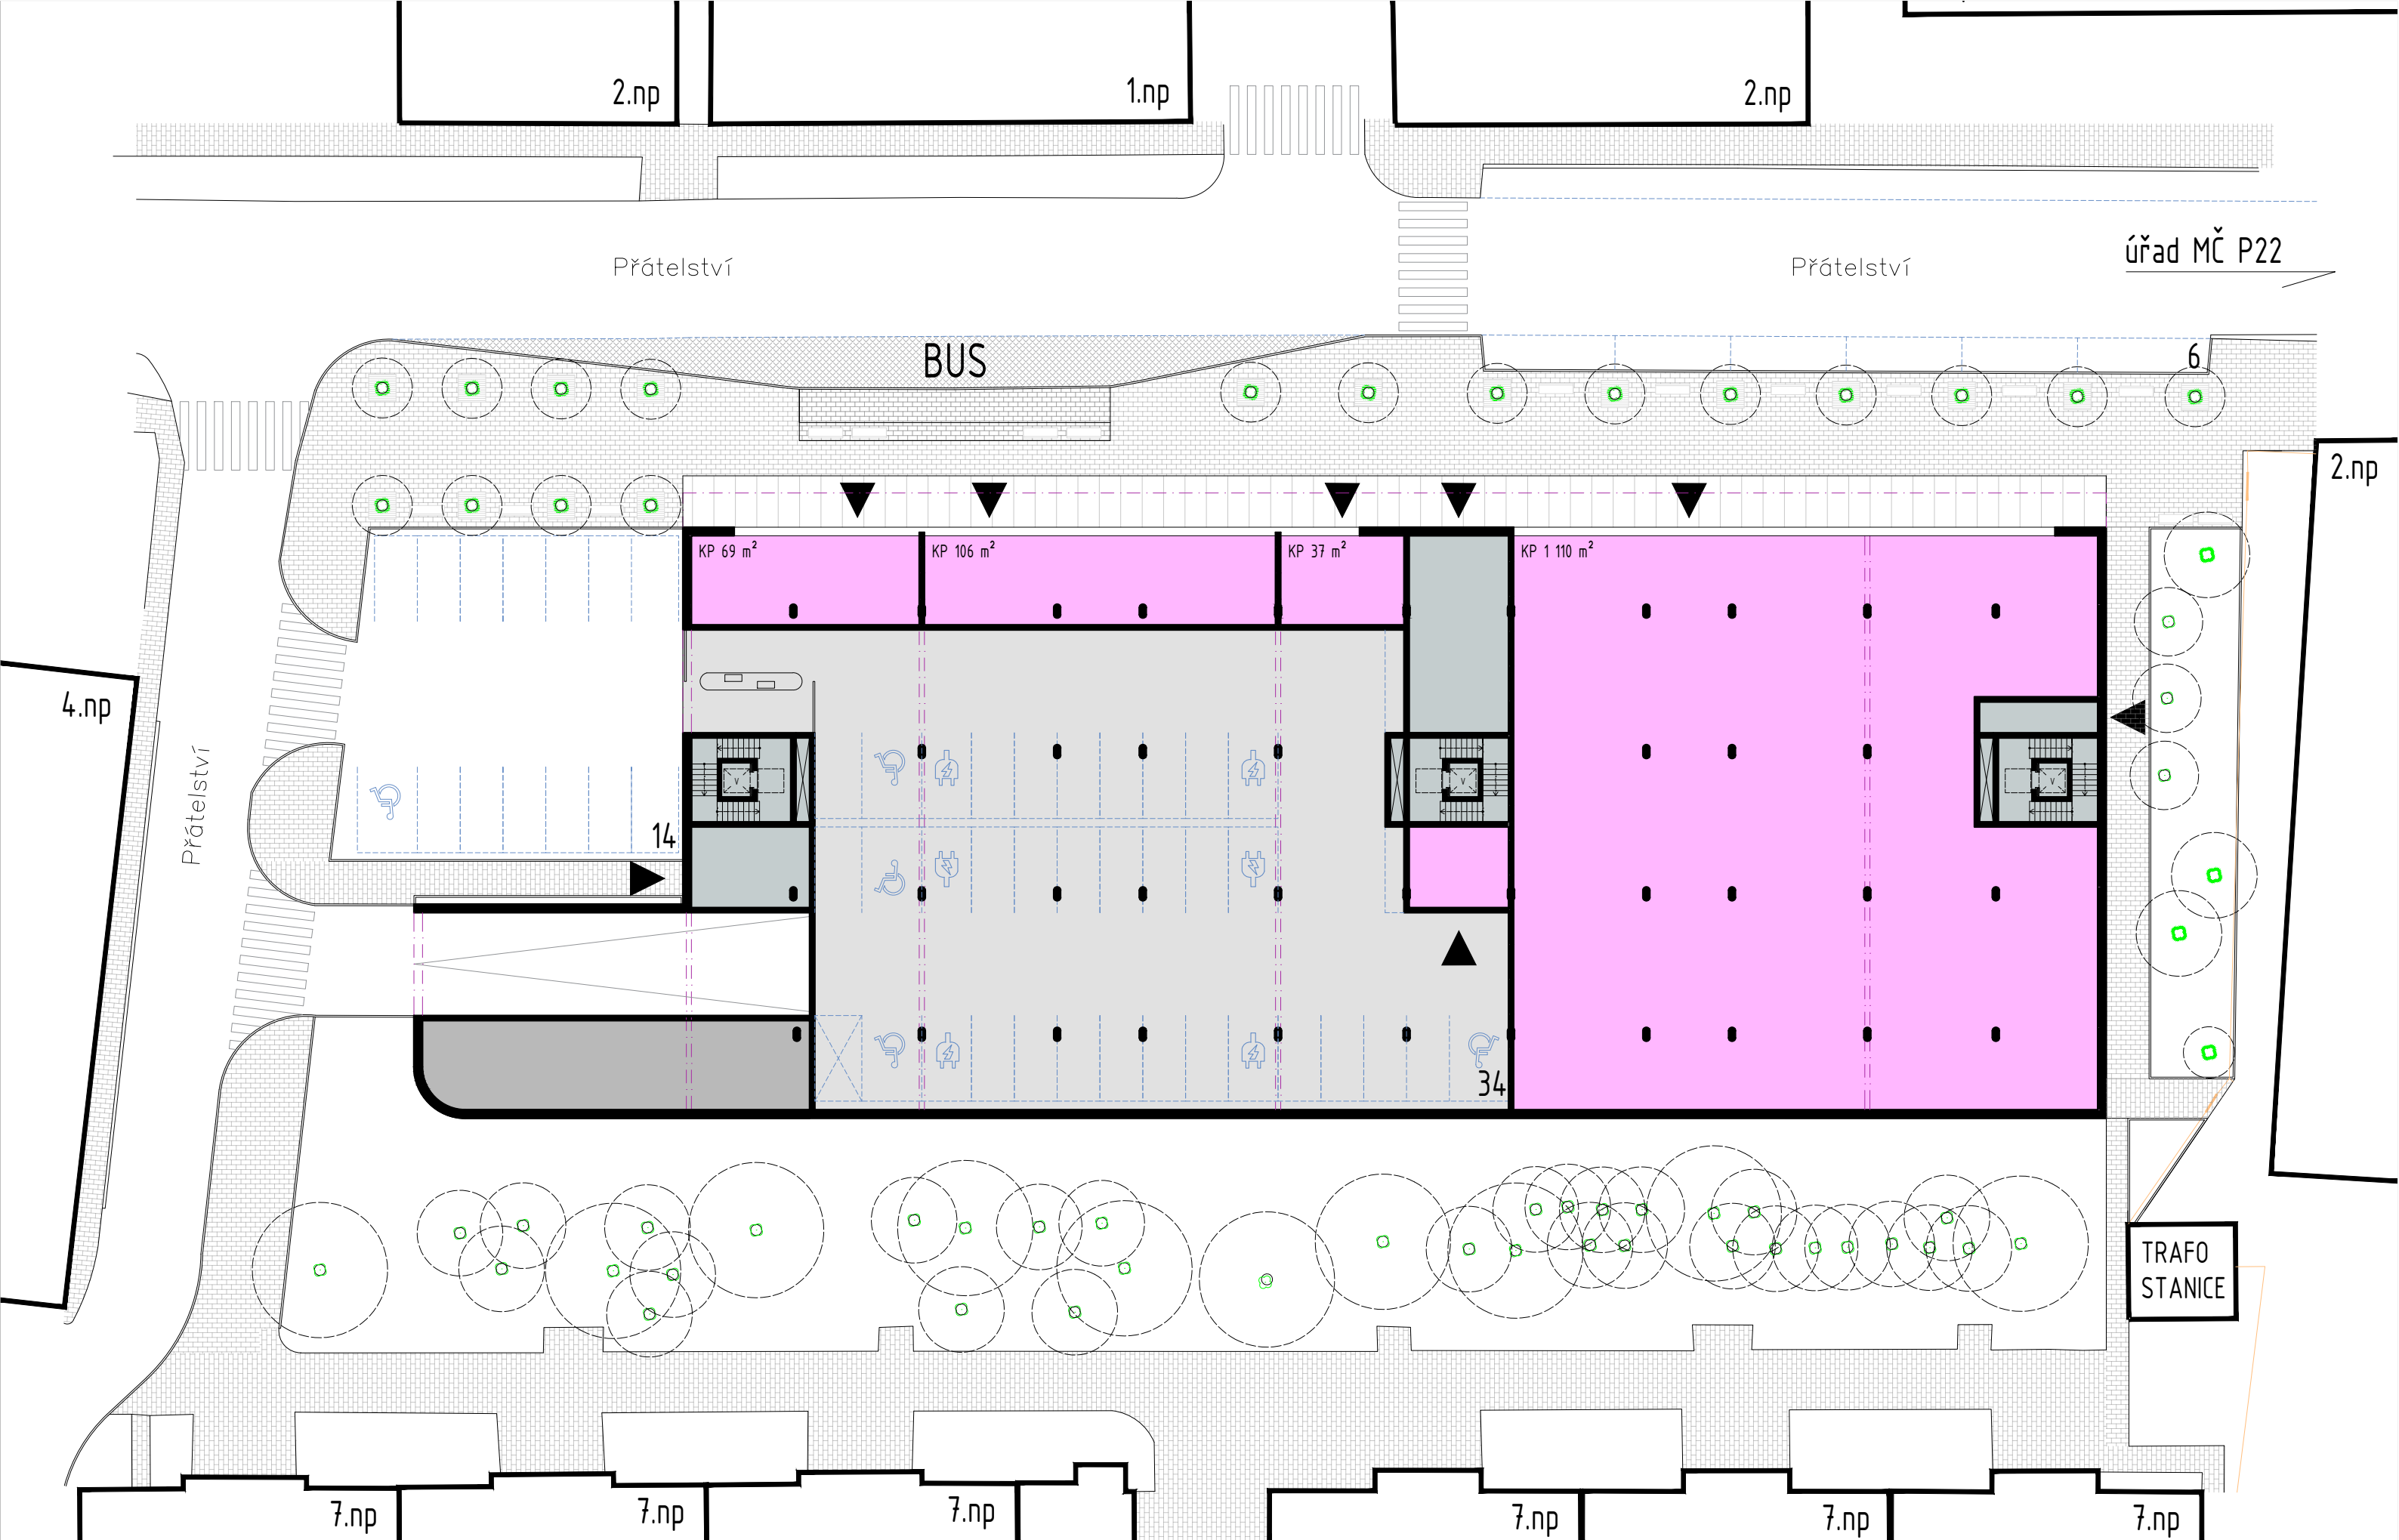 2.np
1.np
2.np
Přátelství
Přátelství
úřad MČ P22
BUS
6
2.np
KP 69 m²
KP 106 m²
KP 37 m²
KP 1 110 m²
4.np
Přátelství
V
V
V
14
34
TRAFO
STANICE
7.np
7.np
7.np
7.np
7.np
7.np